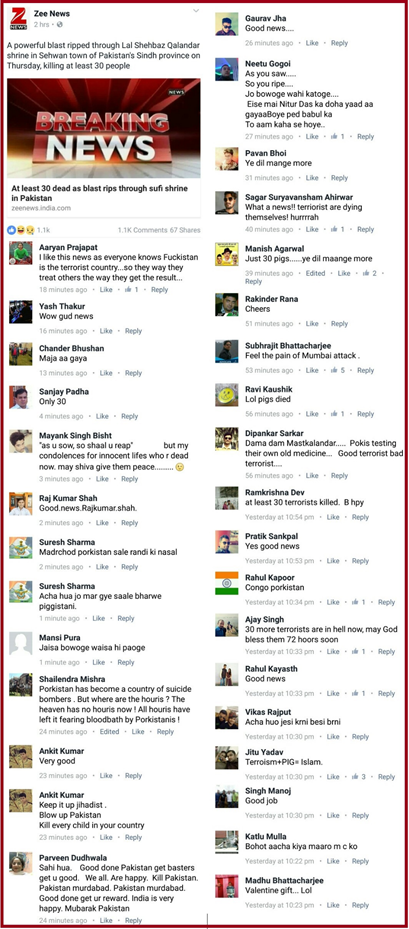 Zee News
2 hrs ·
A powerful blast ripped through Lal Shehbaz Qalandar
shrine in Sehwan town of Pakistan's Sindh province on
Thursday, killing at least 30 people
NEWS
BREAKING
NEWS
At least 30 dead as blast rips through sufi shrine
in Pakistan
zeenews.india.com
1.1k
1.1K Comments 67 Shares
Aaryan Prajapat
I like this news as everyone knows Fuckistan
is the terrorist country...so they way they
treat others the way they get the result...
18 minutes ago · Like · 1 · Reply
Yash Thakur
Wow gud news
16 minutes ago · Like · Reply
Chander Bhushan
Maja aa gaya
13 minutes ago · Like · Reply
Sanjay Padha
Only 30
4 minutes ago · Like · Reply
Mayank Singh Bisht
"as u sow, so shaal u reap" but my
condolences for innocent lifes who r dead
now. may shiva give them peace.........
3 minutes ago · Like · Reply
Raj Kumar Shah
Good.news.Rajkumar.shah.
2 minutes ago · Like · Reply
Suresh Sharma
Madrchod porkistan sale randi ki nasal
2 minutes ago · Like · Reply
Suresh Sharma
Acha hua jo mar gye saale bharwe
piggistani.
1 minute ago · Like · Reply
Mansi Pura
Jaisa bowoge waisa hi paoge
1 minute ago · Like · Reply
Shailendra Mishra
Porkistan has become a country of suicide
bombers . But where are the houris ? The
heaven has no houris now ! All houris have
left it fearing bloodbath by Porkistanis !
24 minutes ago · Edited · Like · Reply
Ankit Kumar
Very good
23 minutes ago · Like · Reply
Ankit Kumar
Keep it up jihadist .
Blow up Pakistan
Kill every child in your country
23 minutes ago · Like · Reply
Parveen Dudhwala
Sahi hua. Good done Pakistan get basters
get u good. We all. Are happy. Kill Pakistan.
Pakistan murdabad. Pakistan murdabad.
Good done get ur reward. India is very
happy. Mubarak Pakistan
24 minutes ago · Like · Reply
Gaurav Jha
Good news....
26 minutes ago · Like · Reply
Neetu Gogoi
As you saw.....
So you ripe....
Jo bowoge wahi katoge....
Eise mai Nitur Das ka doha yaad aa
gayaaBoye ped babul ka
To aam kaha se hoye..
27 minutes ago · Like · 1 · Reply
Pavan Bhoi
Ye dil mange more
31 minutes ago · Like · Reply
Sagar Suryavansham Ahirwar
What a news!! terriorist are dying
themselves! hurrrrah
40 minutes ago · Like · 1 · Reply
Manish Agarwal
Just 30 pigs......ye dil maange more
39 minutes ago · Edited · Like · 2 ·
Reply
Rakinder Rana
Cheers
51 minutes ago · Like · Reply
Subhrajit Bhattacharjee
Feel the pain of Mumbai attack .
53 minutes ago · Like · 5 · Reply
Ravi Kaushik
Lol pigs died
56 minutes ago · Like · 1 · Reply
Dipankar Sarkar
Dama dam Mastkalandar..... Pokis testing
their own old medicine... Good terrorist bad
terrorist....
56 minutes ago · Like · Reply
Ramkrishna Dev
at least 30 terrorists killed. B hpy
Yesterday at 10:54 pm · Like · Reply
Pratik Sankpal
Yes good news
Yesterday at 10:53 pm · Like · Reply
Rahul Kapoor
Congo porkistan
Yesterday at 10:34 pm · Like · 1 · Reply
Ajay Singh
30 more terrorists are in hell now, may God
bless them 72 hoors soon
Yesterday at 10:33 pm · Like · 1 · Reply
Rahul Kayasth
Good news
Yesterday at 10:33 pm · Like · 1 · Reply
Vikas Rajput
Acha huo jesi krni besi brni
Yesterday at 10:30 pm · Like · Reply
Jitu Yadav
Terroism+PIG= Islam.
Yesterday at 10:30 pm · Like · 3 · Reply
Singh Manoj
Good job
Yesterday at 10:30 pm · Like · Reply
Katlu Mulla
Bohot aacha kiya maaro m c ko
Yesterday at 10:22 pm · Like · Reply
Madhu Bhattacharjee
Valentine gift... Lol
Yesterday at 10:23 pm · Like · Reply